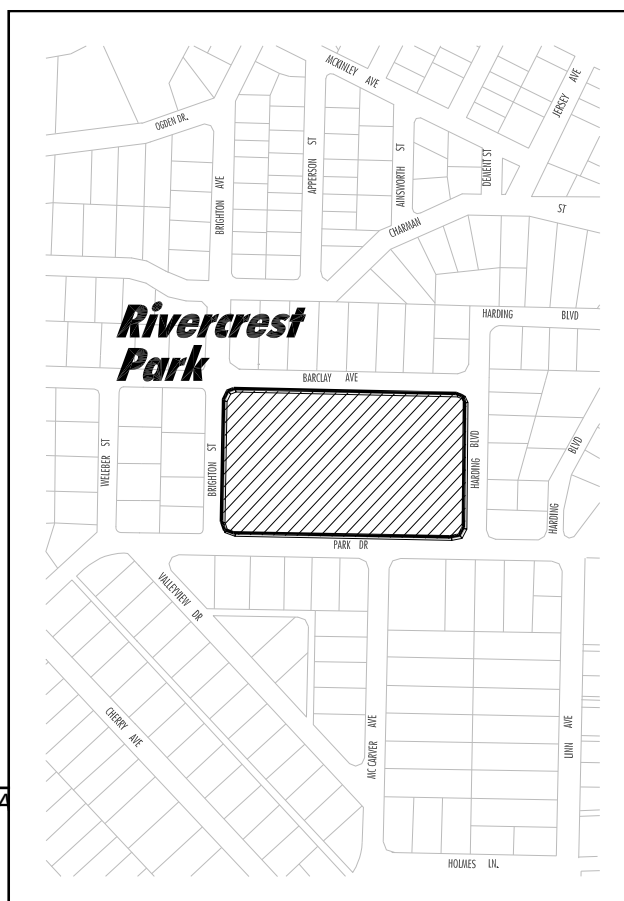 MCKINLEY AVE
JERSEY AVE
OGDEN DR.
APPERSON ST
AINSWORTH ST
DEMENT ST
BRIGHTON AVE
CHARMAN ST
Rivercrest
Park
HARDING BLVD
BARCLAY AVE
WELEBER ST
BRIGHTON ST
HARDING BLVD
HARDING BLVD
PARK DR
VALLEYVIEW DR
CHERRY AVE
MC CARVER AVE
LINN AVE
HOLMES LN.